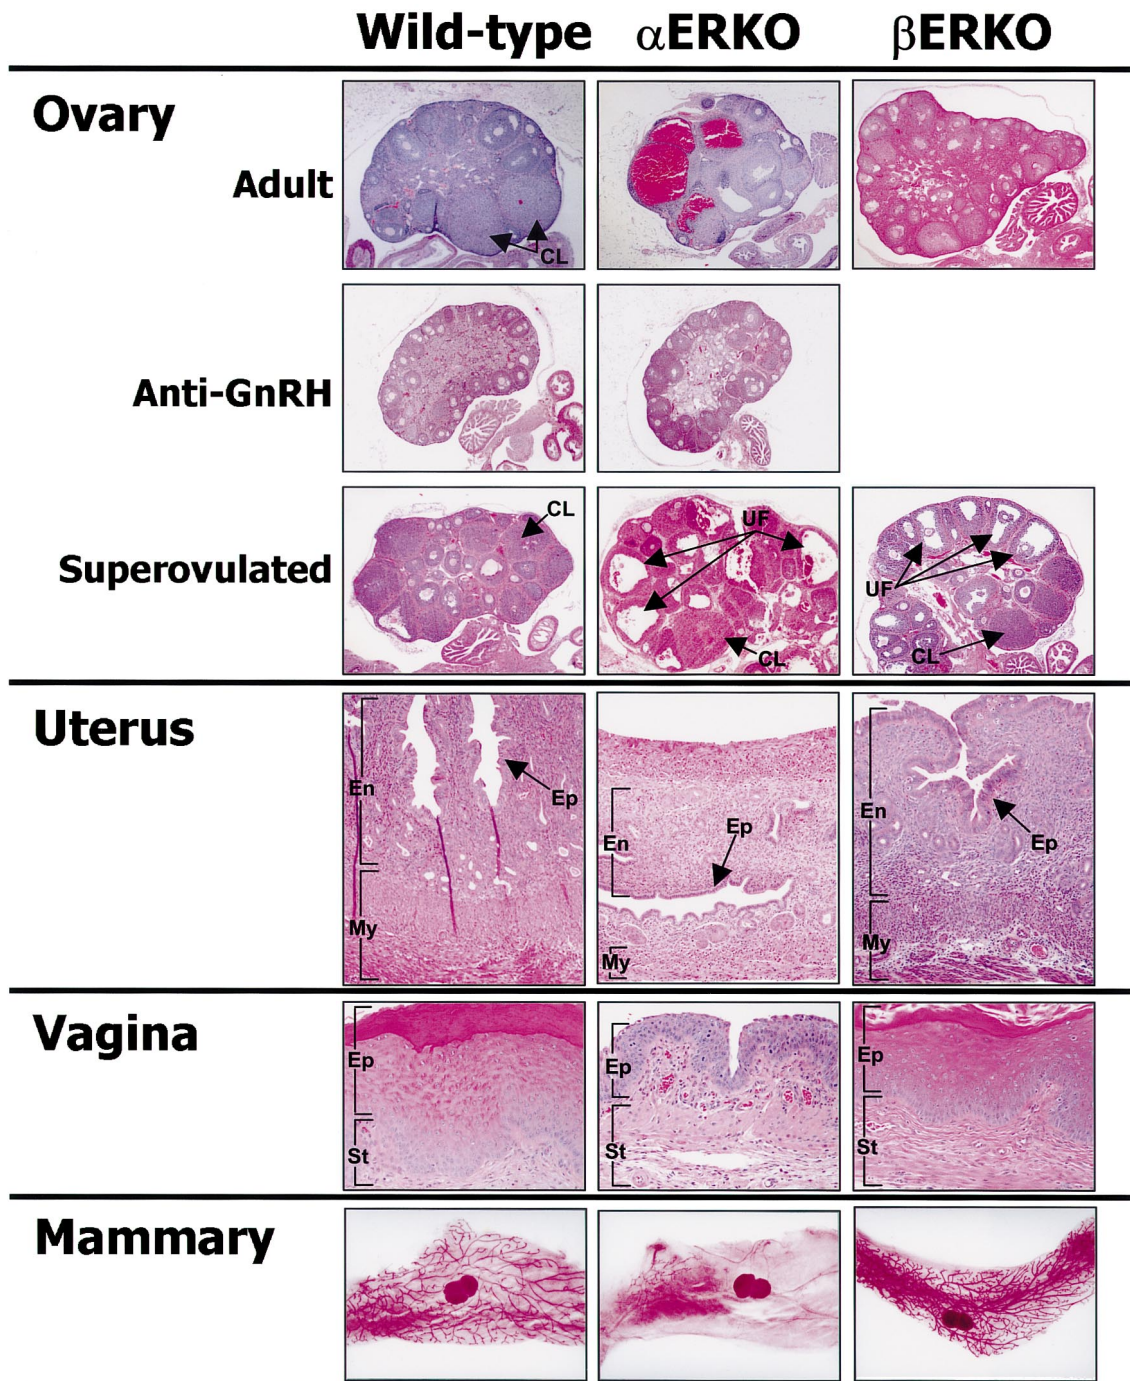 Wild-type αERKO βERKO
Ovary
Adult
CL
Anti-GnRH
Superovulated
CL
UF
CL
UF
CL
Uterus
En
Ep
My
En
Ep
My
En
Ep
My
Vagina
Ep
St
Ep
St
Ep
St
Mammary